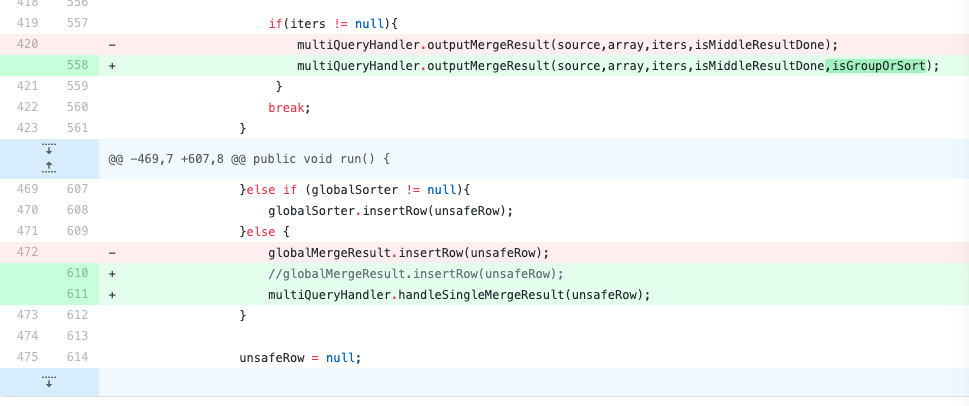 418 556
419 557 if(iters != null){
420 - multiQueryHandler.outputMergeResult(source,array,iters,isMiddleResultDone);
558 + multiQueryHandler.outputMergeResult(source,array,iters,isMiddleResultDone,isGroupOrSort);
421 559 }
422 560 break;
423 561 }
@@ -469,7 +607,8 @@ public void run() {
469 607 }else if (globalSorter != null){
470 608 globalSorter.insertRow(unsafeRow);
471 609 }else {
472 - globalMergeResult.insertRow(unsafeRow);
610 + //globalMergeResult.insertRow(unsafeRow);
611 + multiQueryHandler.handleSingleMergeResult(unsafeRow);
473 612 }
474 613
475 614 unsafeRow = null;